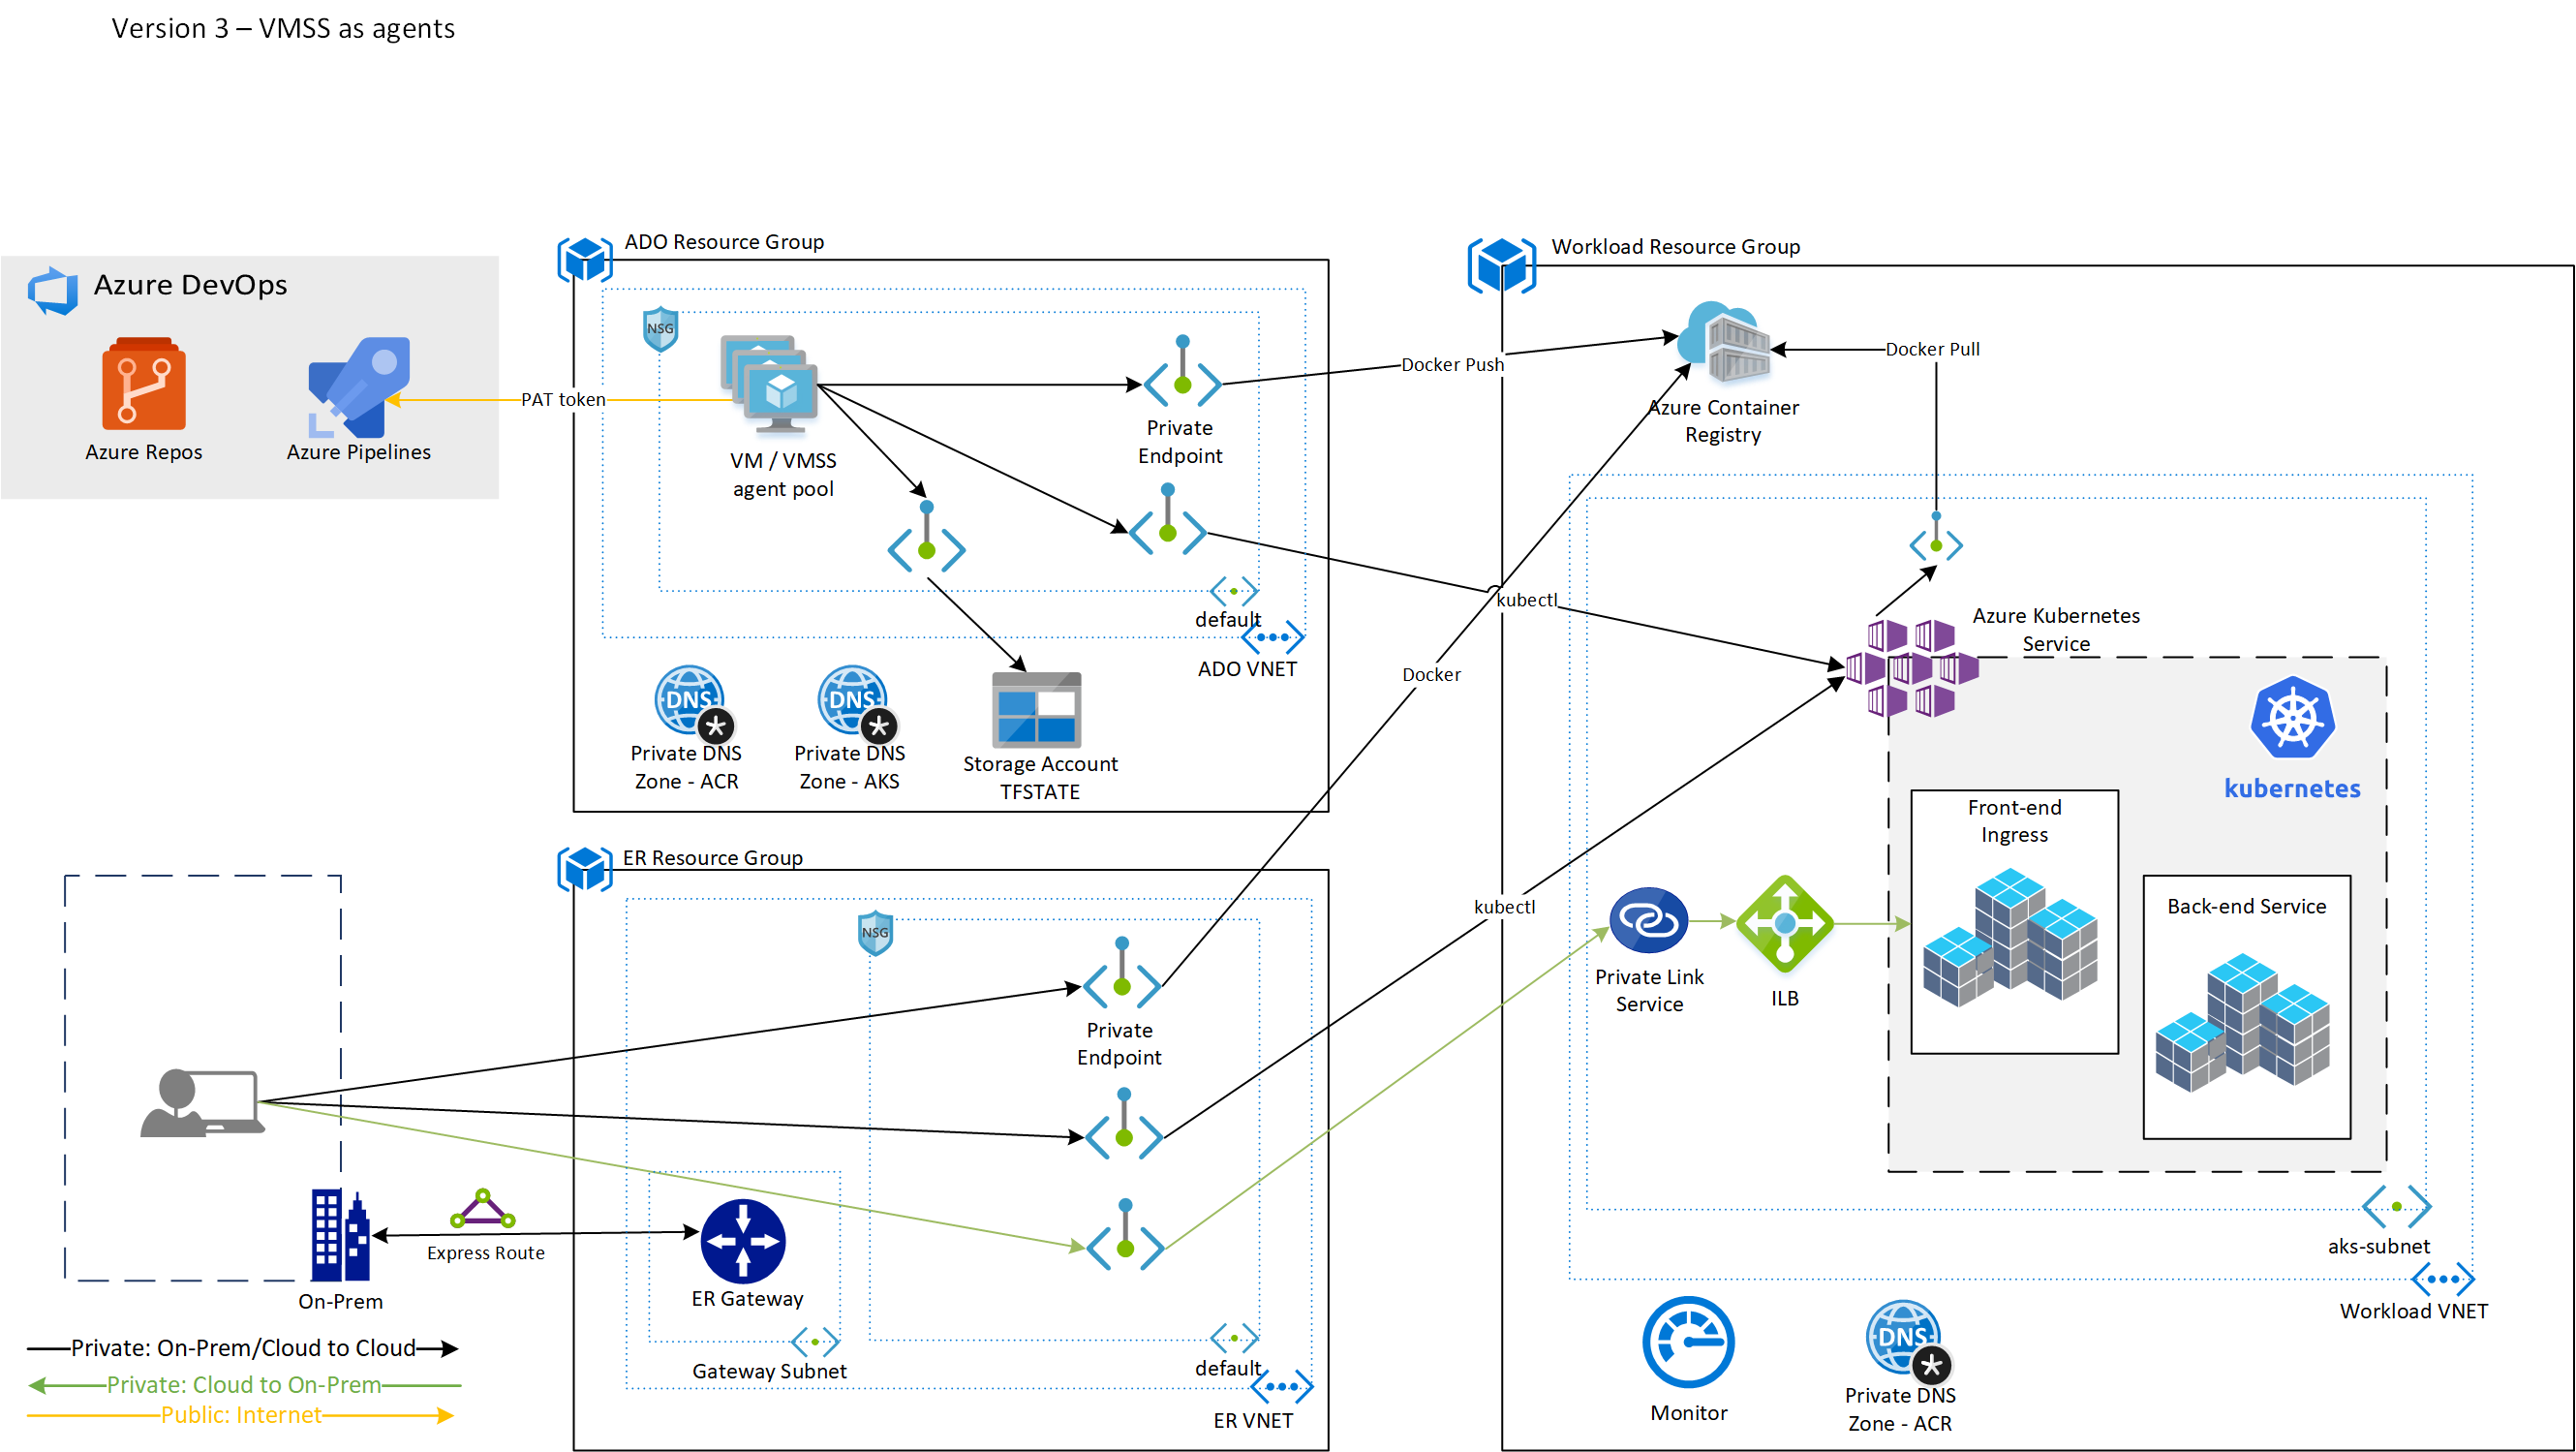 Version 3 – VMSS as agents
Azure DevOps
Azure Repos
Azure Pipelines
PAT token
ADO Resource Group
NSG
VM / VMSS
agent pool
Private
Endpoint
default
ADO VNET
DNS
Private DNS
Zone - ACR
DNS
Private DNS
Zone - AKS
Storage Account
TFSTATE
Docker Push
kubectl
Docker
kubectl
Workload Resource Group
Azure Container
Registry
Docker Pull
Azure Kubernetes
Service
kubernetes
Front-end
Ingress
Back-end Service
Private Link
Service
ILB
aks-subnet
Workload VNET
Monitor
DNS
Private DNS
Zone - ACR
ER Resource Group
NSG
Private
Endpoint
ER Gateway
Gateway Subnet
default
ER VNET
Express Route
On-Prem
Private: On-Prem/Cloud to Cloud
Private: Cloud to On-Prem
Public: Internet